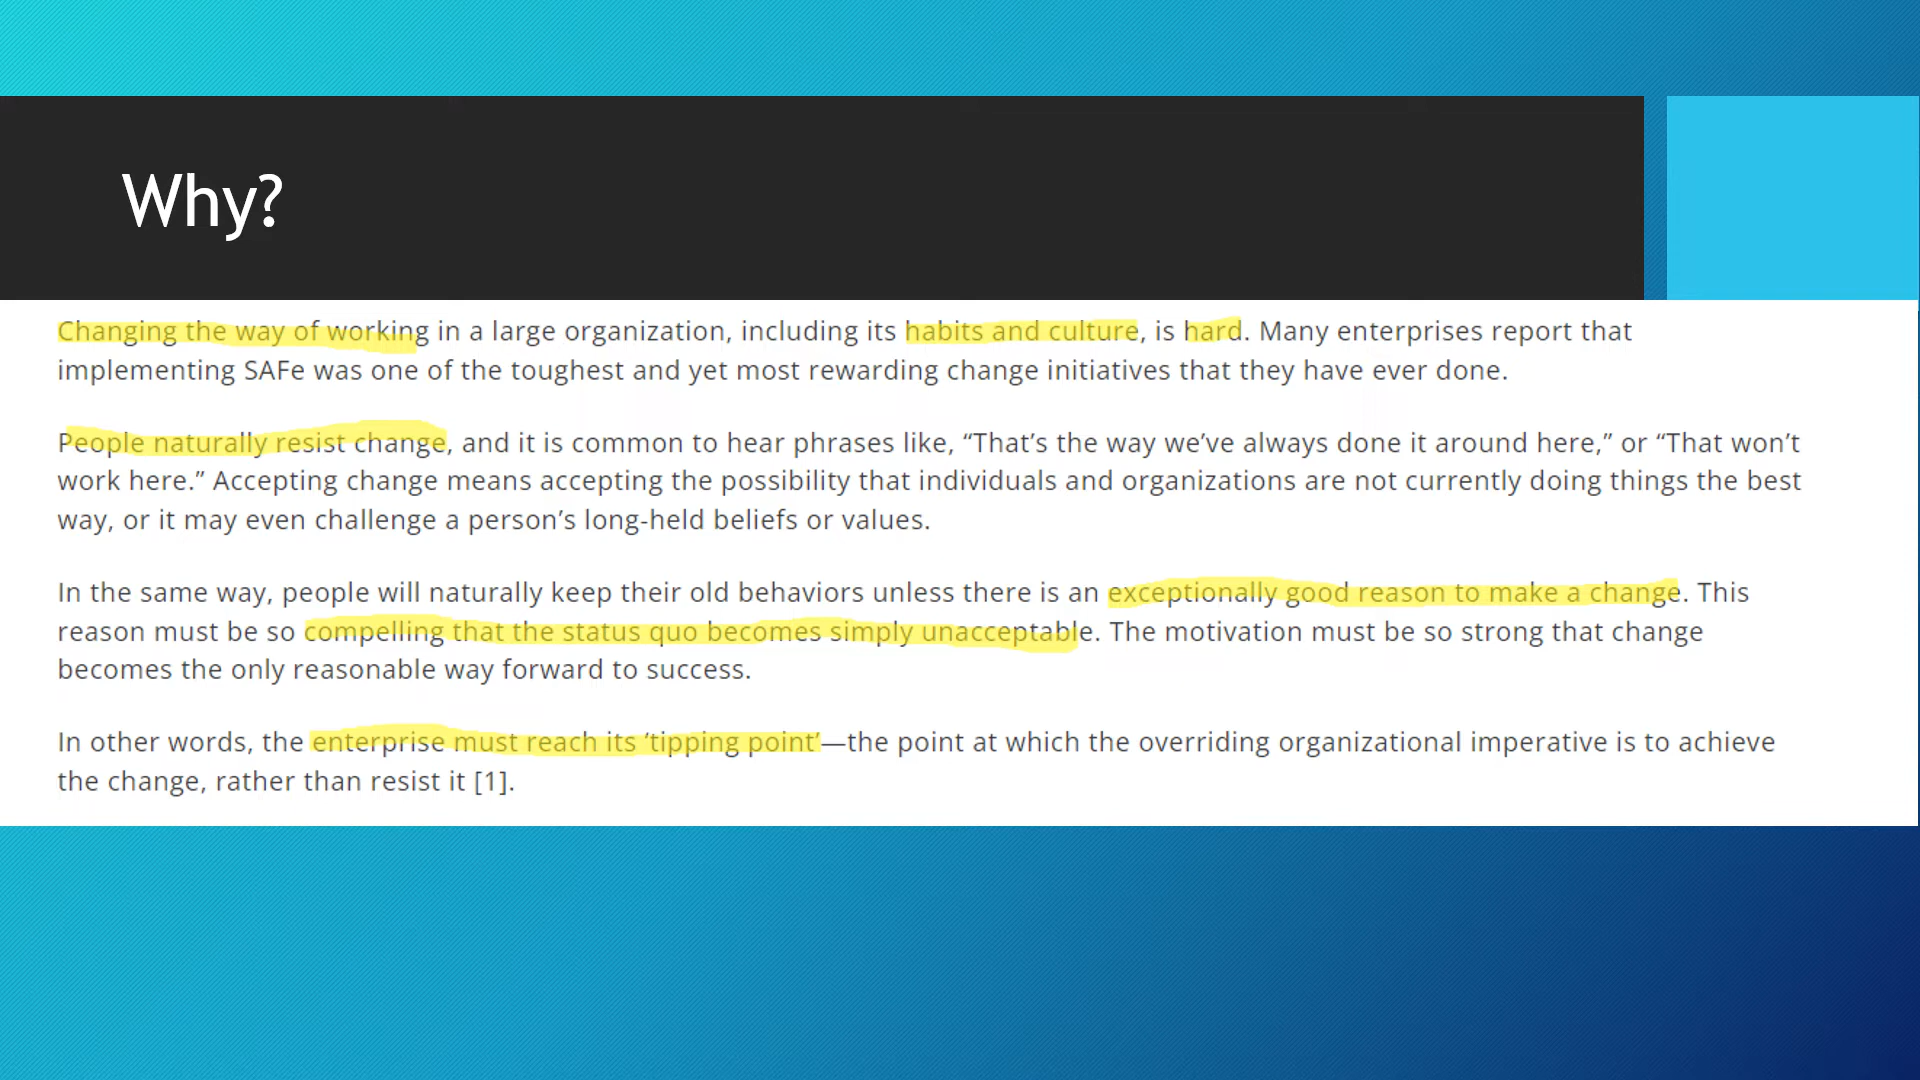 Why?
Changing the way of working in a large organization, including its habits and culture, is hard. Many enterprises report that
implementing SAFe was one of the toughest and yet most rewarding change initiatives that they have ever done.
People naturally resist change, and it is common to hear phrases like, “That’s the way we’ve always done it around here,” or “That won’t
work here.” Accepting change means accepting the possibility that individuals and organizations are not currently doing things the best
way, or it may even challenge a person’s long-held beliefs or values.
In the same way, people will naturally keep their old behaviors unless there is an exceptionally good reason to make a change. This
reason must be so compelling that the status quo becomes simply unacceptable. The motivation must be so strong that change
becomes the only reasonable way forward to success.
In other words, the enterprise must reach its ‘tipping point’—the point at which the overriding organizational imperative is to achieve
the change, rather than resist it [1].